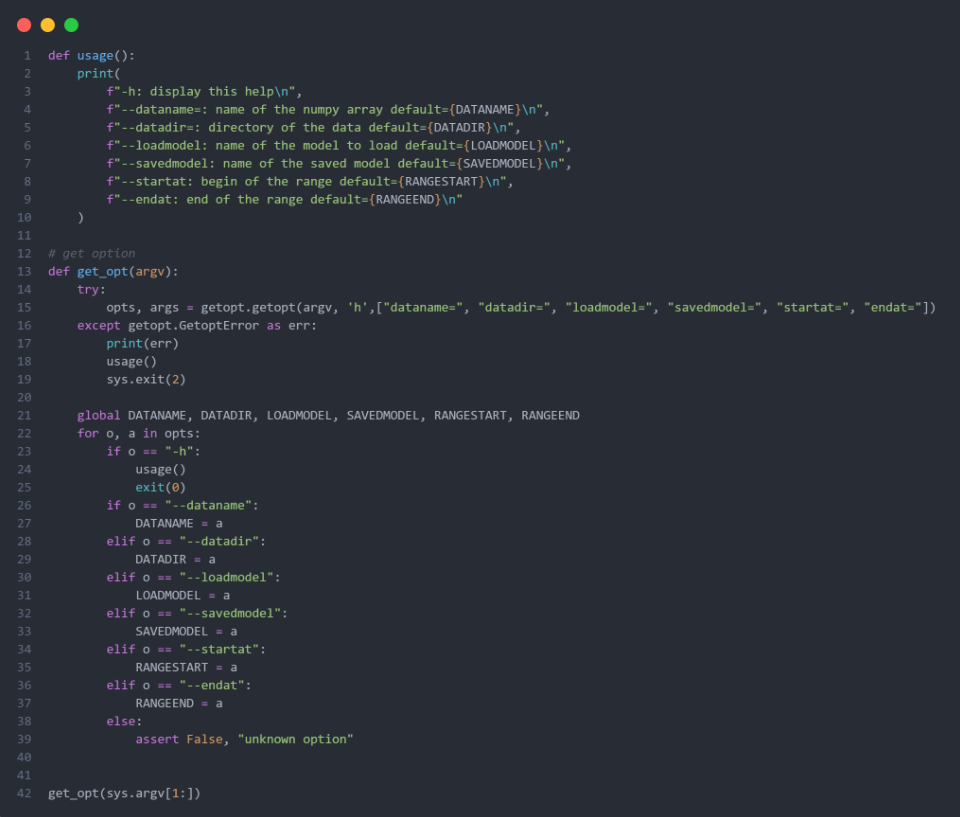 1 def usage():
2     print(
3         f"-h: display this help\n",
4         f"--dataname=: name of the numpy array default={DATANAME}\n",
5         f"--datadir=: directory of the data default={DATADIR}\n",
6         f"--loadmodel: name of the model to load default={LOADMODEL}\n",
7         f"--savedmodel: name of the saved model default={SAVEDMODEL}\n",
8         f"--startat: begin of the range default={RANGESTART}\n",
9         f"--endat: end of the range default={RANGEEND}\n"
10     )
11
12 # get option
13 def get_opt(argv):
14     try:
15         opts, args = getopt.getopt(argv, 'h',["dataname=", "datadir=", "loadmodel=", "savedmodel=", "startat=", "endat="])
16     except getopt.GetoptError as err:
17         print(err)
18         usage()
19         sys.exit(2)
20
21     global DATANAME, DATADIR, LOADMODEL, SAVEDMODEL, RANGESTART, RANGEEND
22     for o, a in opts:
23         if o == "-h":
24             usage()
25             exit(0)
26         if o == "--dataname":
27             DATANAME = a
28         elif o == "--datadir":
29             DATADIR = a
30         elif o == "--loadmodel":
31             LOADMODEL = a
32         elif o == "--savedmodel":
33             SAVEDMODEL = a
34         elif o == "--startat":
35             RANGESTART = a
36         elif o == "--endat":
37             RANGEEND = a
38         else:
39             assert False, "unknown option"
40
41
42 get_opt(sys.argv[1:])